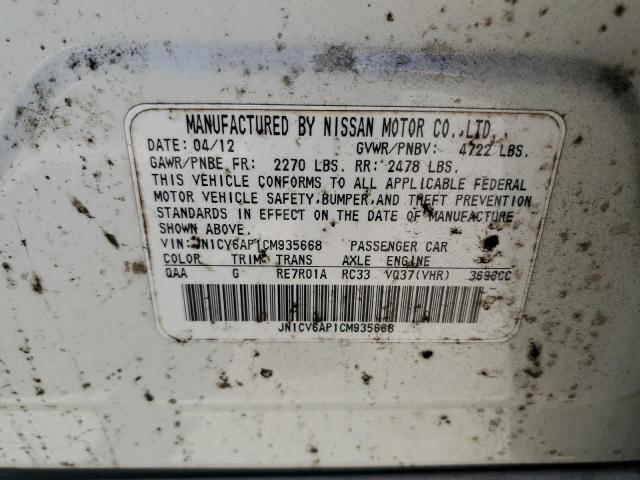 MANUFACTURED BY NISSAN MOTOR CO.,LTD.
DATE: 04/12 GVWR/PNBV: 4722 LBS.
GAWR/PNBE FR: 2270 LBS. RR: 2478 LBS.
THIS VEHICLE CONFORMS TO ALL APPLICABLE FEDERAL
MOTOR VEHICLE SAFETY, BUMPER, AND THEFT PREVENTION
STANDARDS IN EFFECT ON THE DATE OF MANUFACTURE
SHOWN ABOVE.
VIN: JN1CV6AP1CM935668 PASSENGER CAR
COLOR TRIM TRANS AXLE ENGINE
QAA G RE7R01A RC33 VQ37(VHR) 3696CC
JN1CV6AP1CM935668